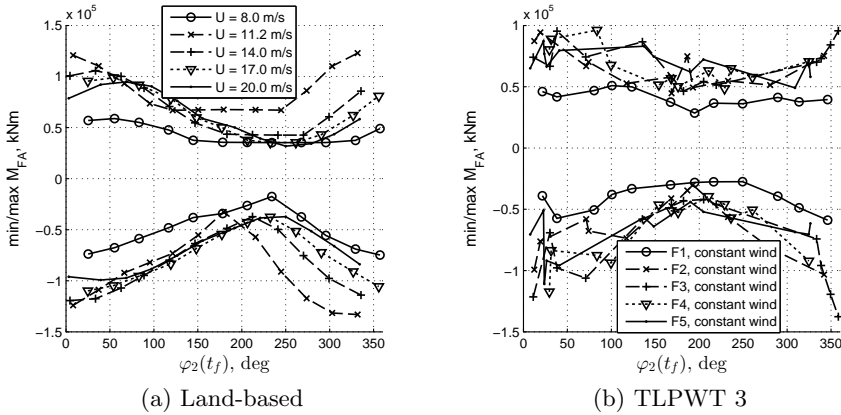 x 10^5
1.5
1
0.5
0
−0.5
−1
−1.5
min/max M_FA, kNm
U = 8.0 m/s
U = 11.2 m/s
U = 14.0 m/s
U = 17.0 m/s
U = 20.0 m/s
0 50 100 150 200 250 300 350
φ₂(t_f), deg
(a) Land-based
x 10^5
1
0.5
0
−0.5
−1
−1.5
min/max M_FA, kNm
F1, constant wind
F2, constant wind
F3, constant wind
F4, constant wind
F5, constant wind
0 50 100 150 200 250 300 350
φ₂(t_f), deg
(b) TLPWT 3